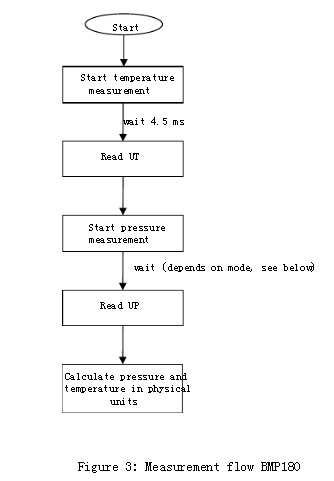 Start
Start temperature
measurement
wait 4.5 ms
Read UT
Start pressure
measurement
wait (depends on mode, see below)
Read UP
Calculate pressure and
temperature in physical
units
Figure 3: Measurement flow BMP180